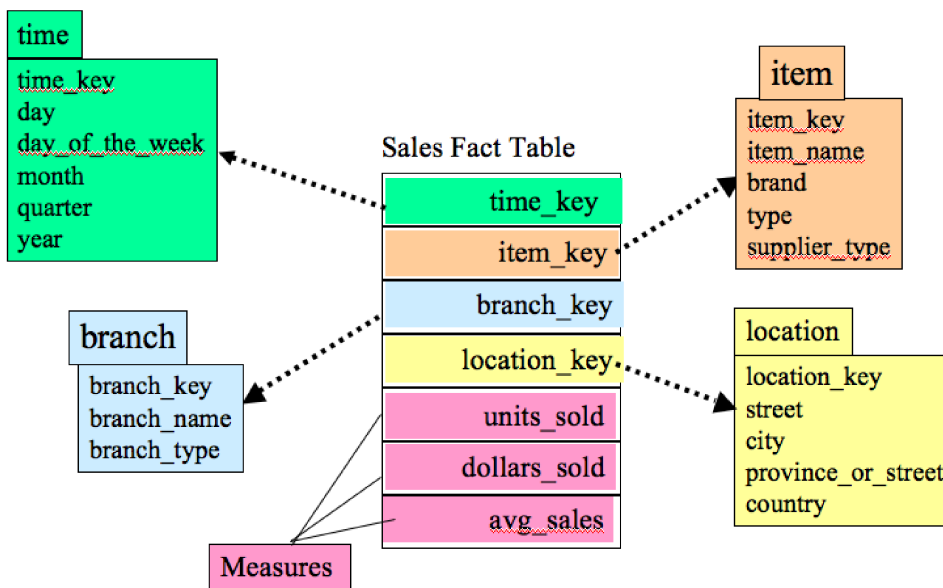 time
time_key
day
day_of_the_week
month
quarter
year
item
item_key
item_name
brand
type
supplier_type
Sales Fact Table
time_key
item_key
branch_key
location_key
units_sold
dollars_sold
avg_sales
branch
branch_key
branch_name
branch_type
location
location_key
street
city
province_or_street
country
Measures